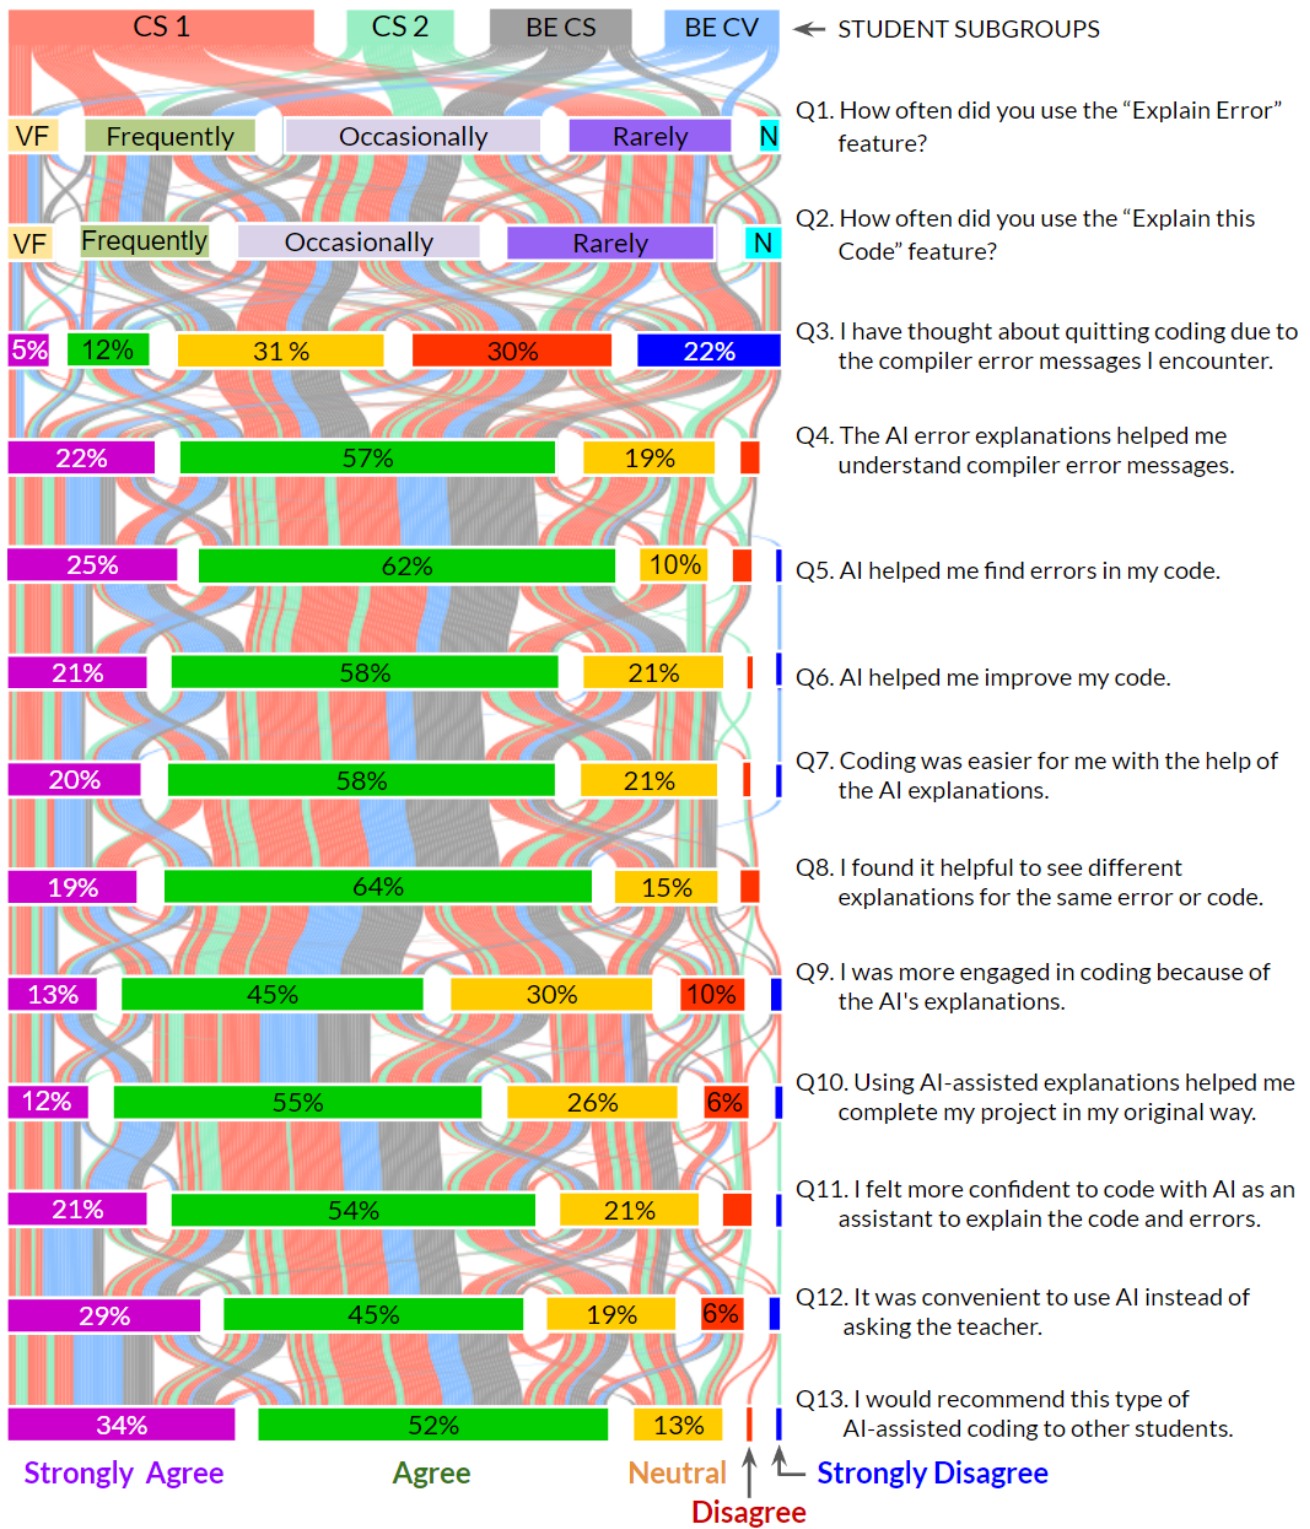 CS 1 CS 2 BE CS BE CV STUDENT SUBGROUPS
Q1. How often did you use the “Explain Error”
feature?
VF Frequently Occasionally Rarely N
Q2. How often did you use the “Explain this
Code” feature?
VF Frequently Occasionally Rarely N
Q3. I have thought about quitting coding due to
the compiler error messages I encounter.
5% 12% 31% 30% 22%
Q4. The AI error explanations helped me
understand compiler error messages.
22% 57% 19%
25% 62% 10% Q5. AI helped me find errors in my code.
21% 58% 21% Q6. AI helped me improve my code.
Q7. Coding was easier for me with the help of
the AI explanations.
20% 58% 21%
Q8. I found it helpful to see different
explanations for the same error or code.
19% 64% 15%
Q9. I was more engaged in coding because of
the AI's explanations.
13% 45% 30% 10%
Q10. Using AI-assisted explanations helped me
complete my project in my original way.
12% 55% 26% 6%
Q11. I felt more confident to code with AI as an
assistant to explain the code and errors.
21% 54% 21%
Q12. It was convenient to use AI instead of
asking the teacher.
29% 45% 19% 6%
Q13. I would recommend this type of
AI-assisted coding to other students.
34% 52% 13%
Strongly Agree Agree Neutral Strongly Disagree
Disagree